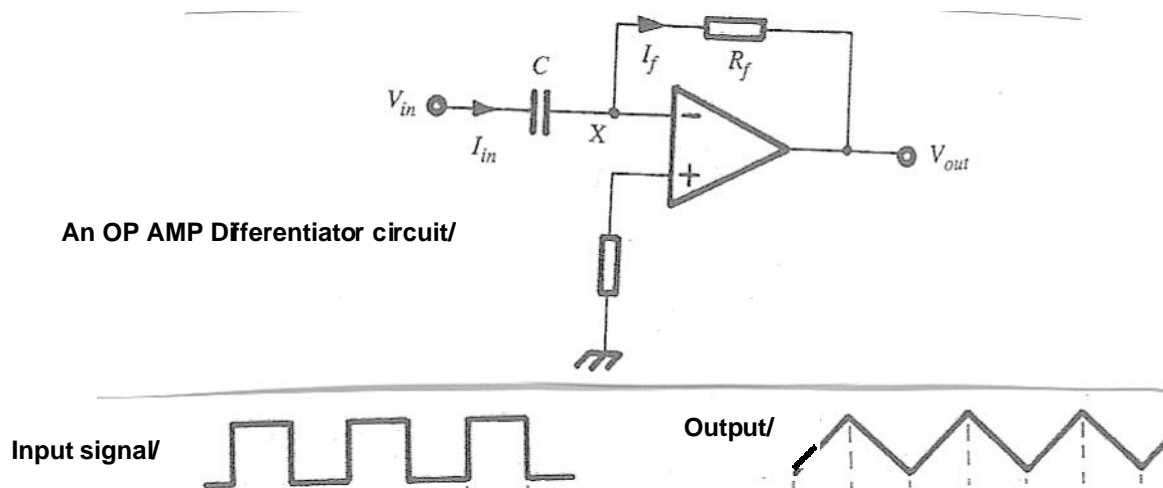 I_f
R_f
C
V_in
I_in
X
−
+
V_out
An OP AMP Differentiator circuit/
Input signal/
Output/